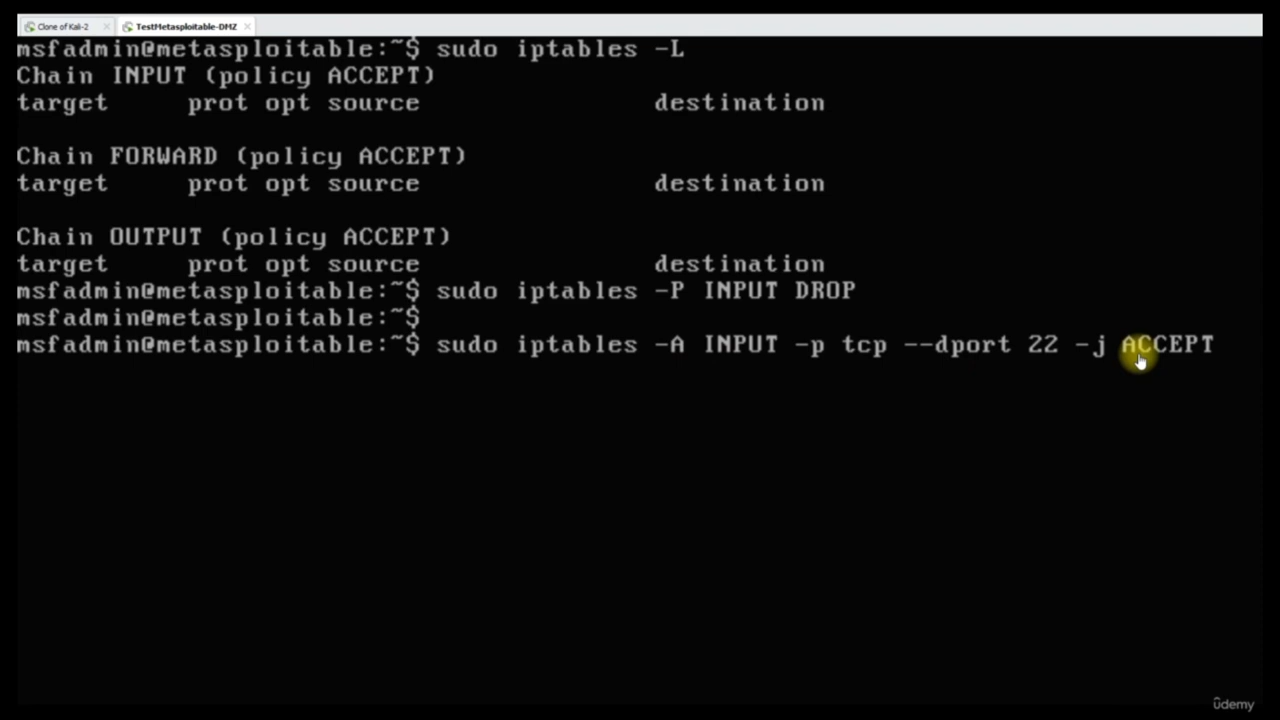 Clone of Kali-2 × TestMetasploitable-DMZ ×
msfadmin@metasploitable:~$ sudo iptables -L
Chain INPUT (policy ACCEPT)
target     prot opt source               destination

Chain FORWARD (policy ACCEPT)
target     prot opt source               destination

Chain OUTPUT (policy ACCEPT)
target     prot opt source               destination
msfadmin@metasploitable:~$ sudo iptables -P INPUT DROP
msfadmin@metasploitable:~$
msfadmin@metasploitable:~$ sudo iptables -A INPUT -p tcp --dport 22 -j ACCEPT
ûdemy